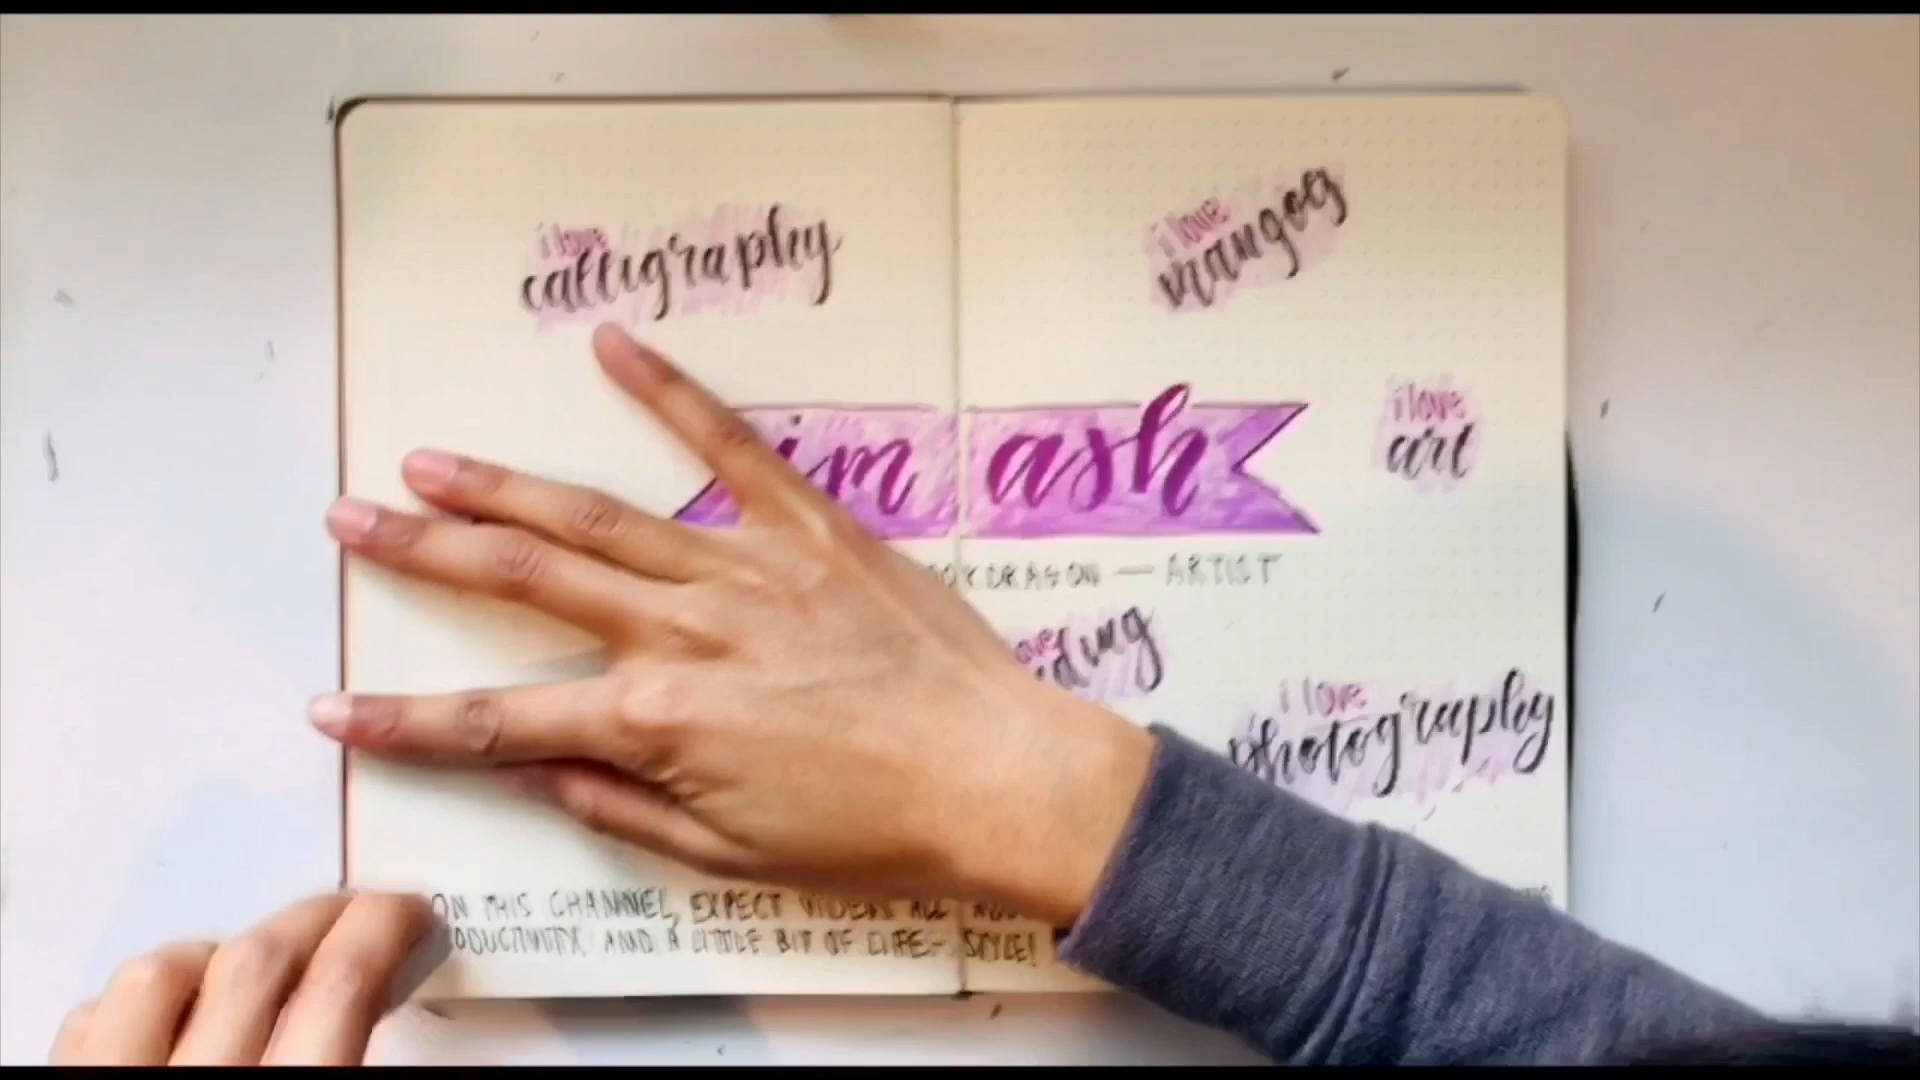 i love
calligraphy
i love
mangoes
i love
art
im ash
DRAGON — ARTIST
i love
photography
ON THIS CHANNEL, EXPECT VIDEOS ALL
AND A LITTLE BIT OF LIFE- STYLE!